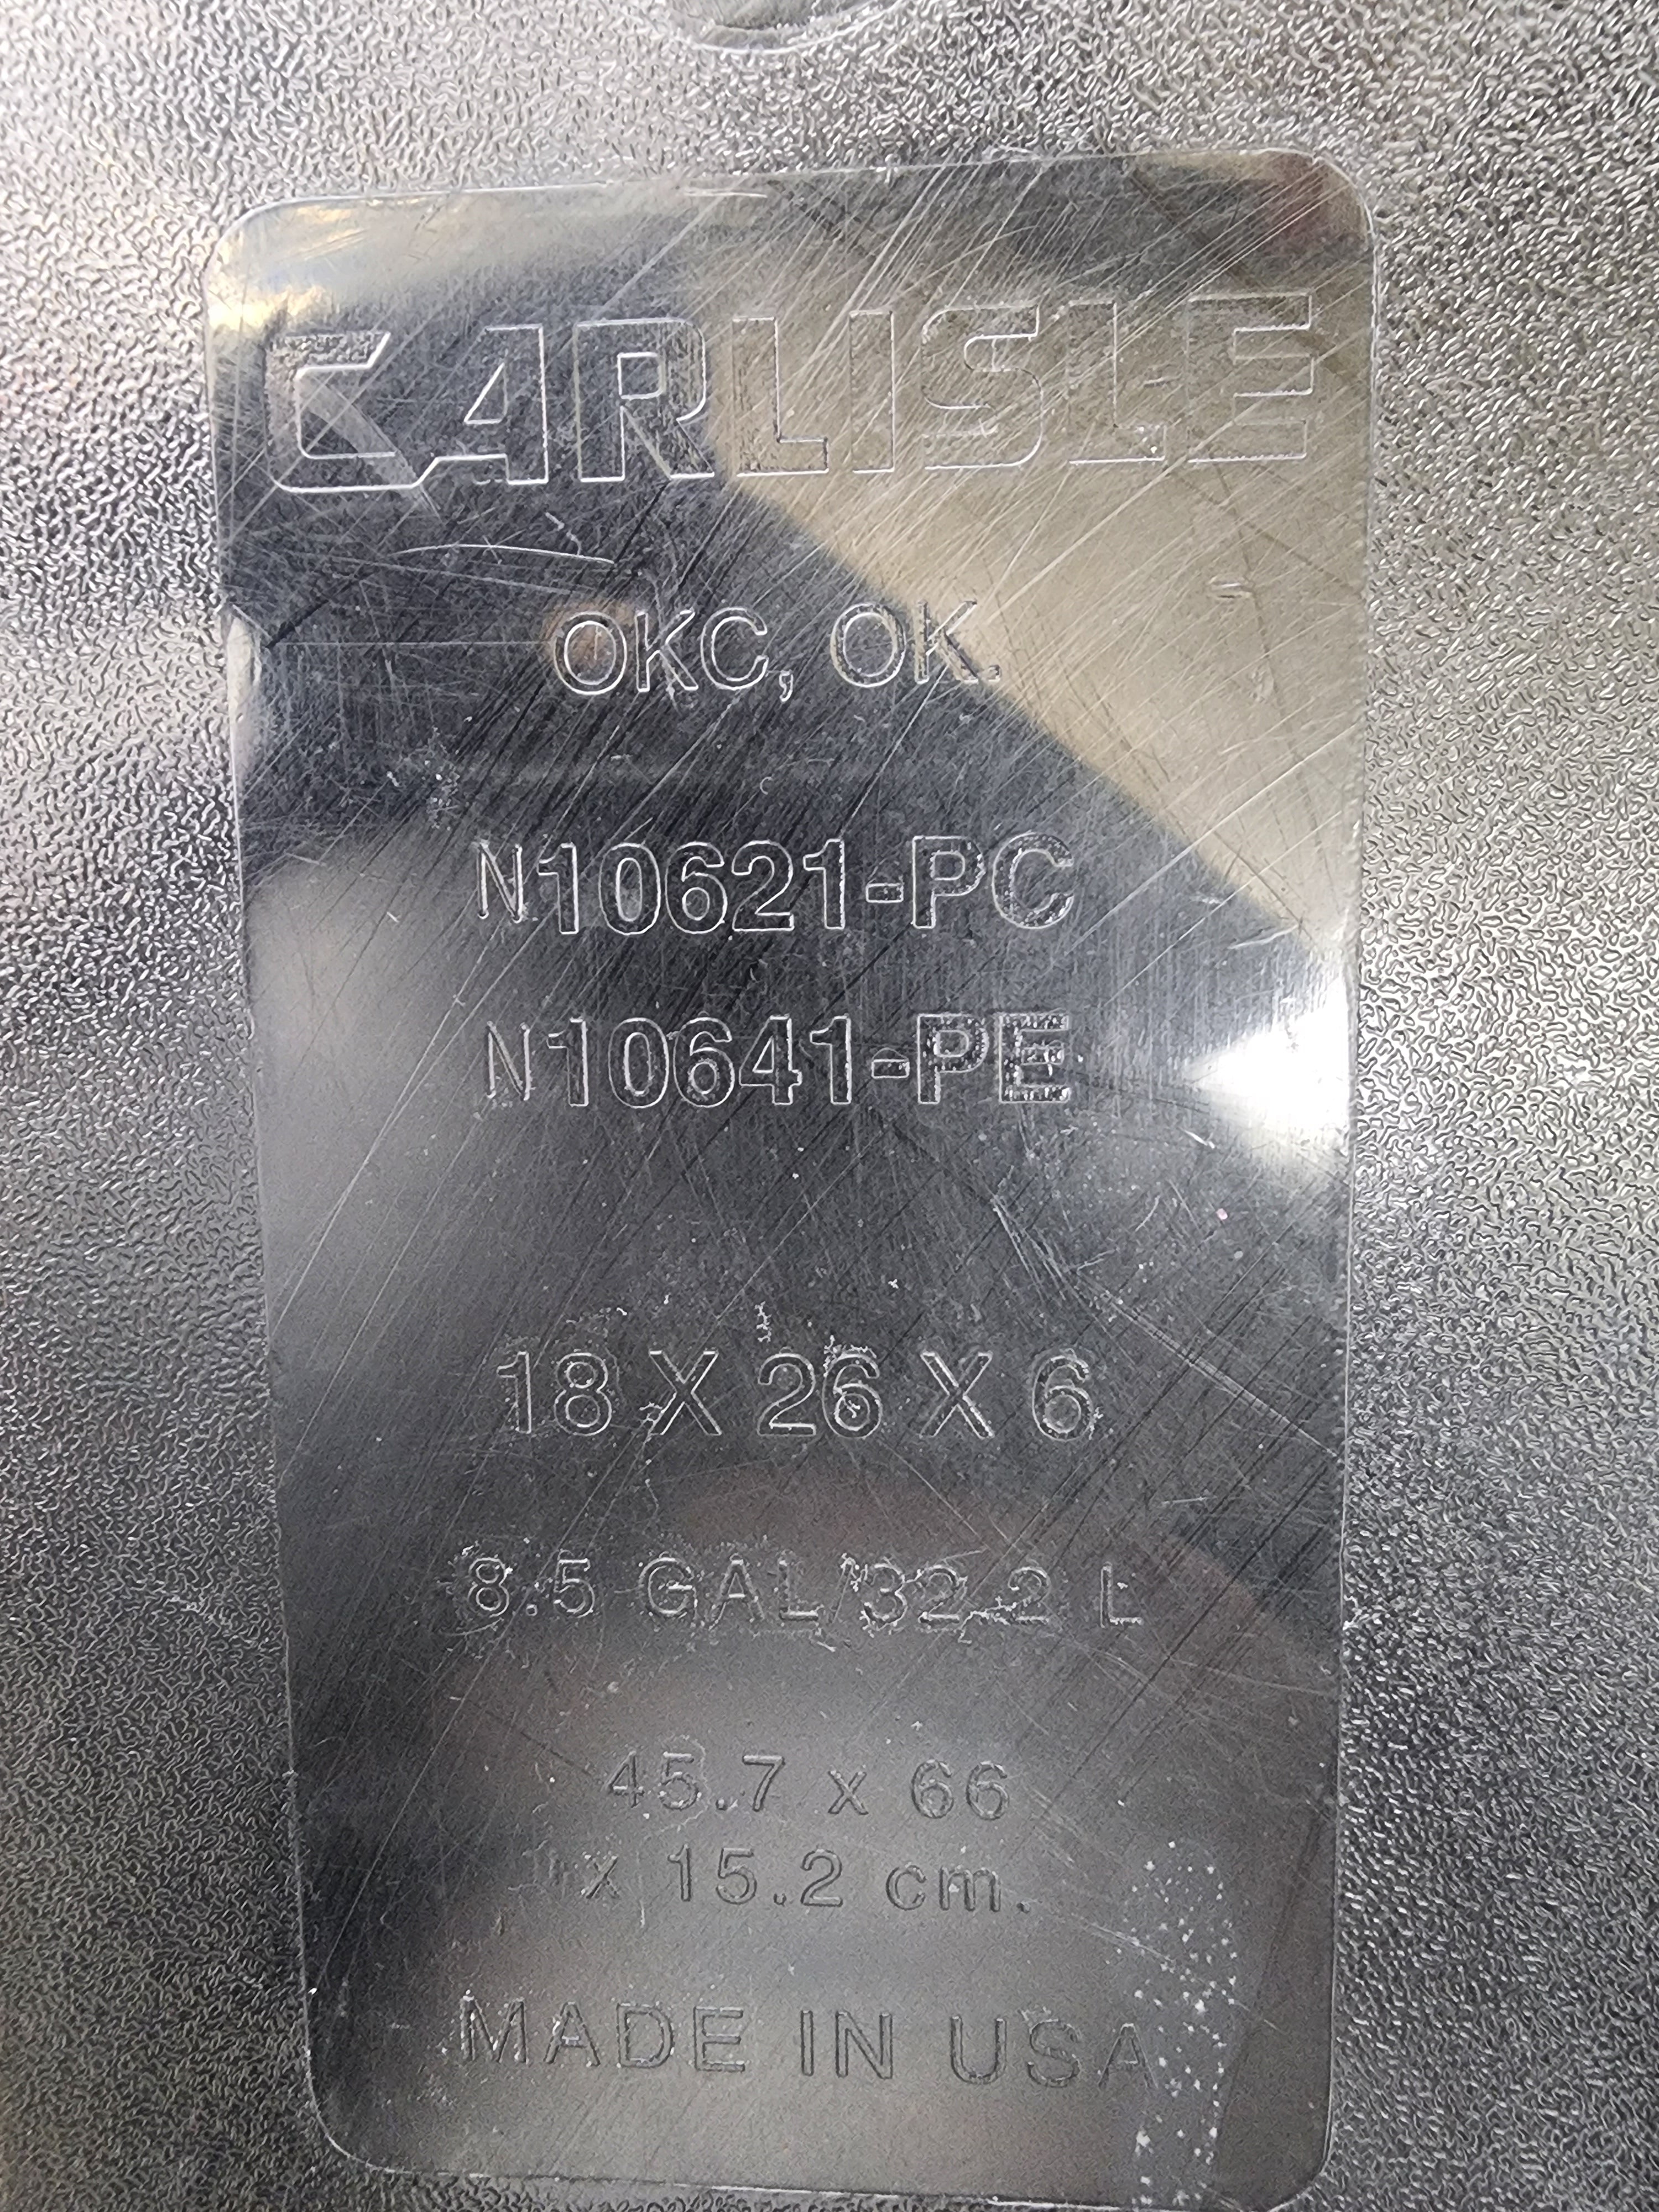 CARLISLE
OKC, OK.
N10621-PC
N10641-PE
18 X 26 X 6
8.5 GAL/32.2 L
45.7 x 66
x 15.2 cm.
MADE IN USA